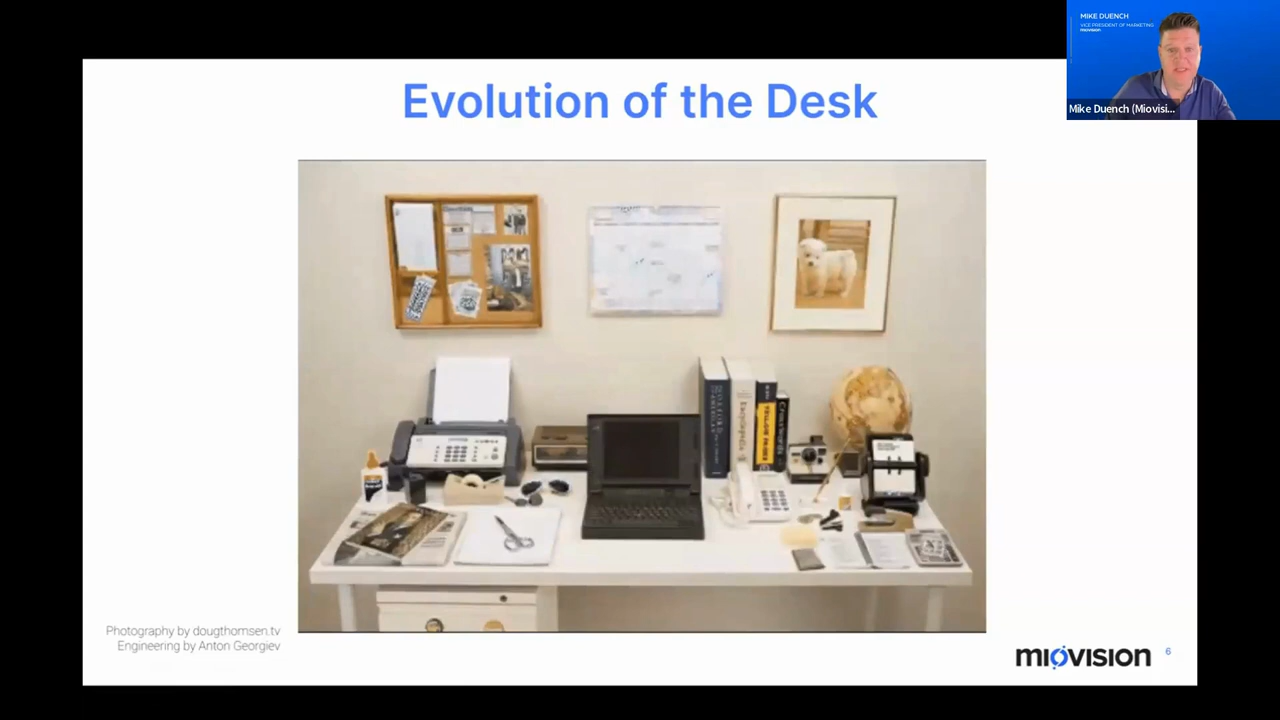 MIKE DUENCH
VICE PRESIDENT OF MARKETING
miovision
Mike Duench (Miovisi...
Evolution of the Desk
Photography by dougthomsen.tv
Engineering by Anton Georgiev
miovision
6